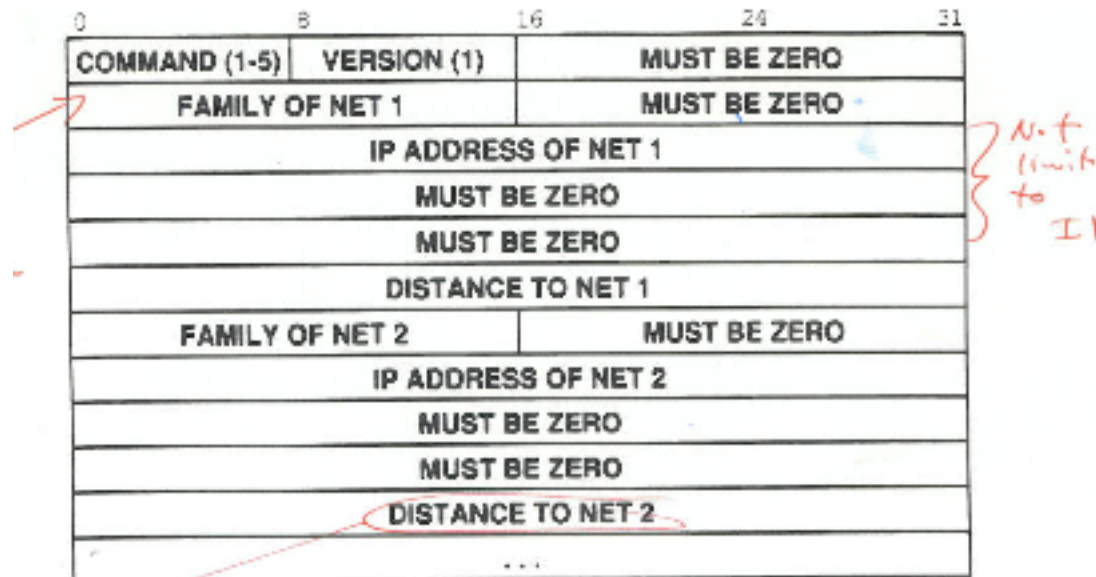 0 8 16 24 31
COMMAND (1-5) VERSION (1) MUST BE ZERO
FAMILY OF NET 1 MUST BE ZERO
IP ADDRESS OF NET 1
MUST BE ZERO
MUST BE ZERO
DISTANCE TO NET 1
FAMILY OF NET 2 MUST BE ZERO
IP ADDRESS OF NET 2
MUST BE ZERO
MUST BE ZERO
DISTANCE TO NET 2
...
Not
to